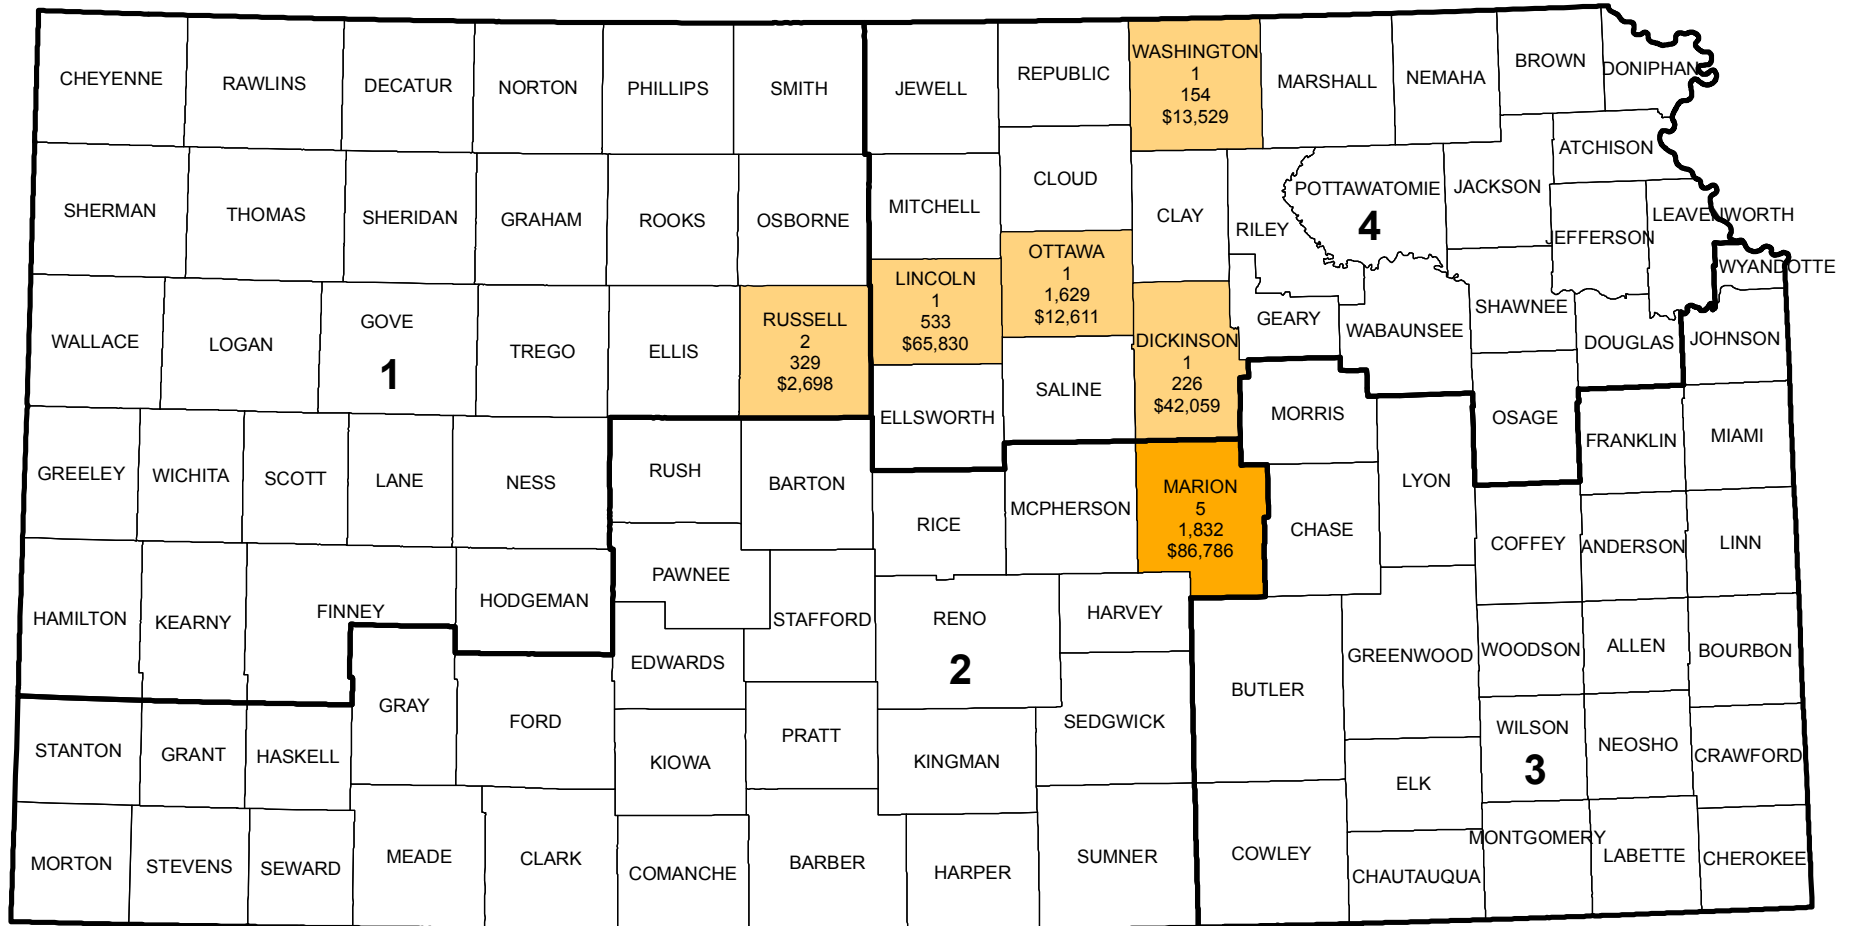 CHEYENNE
RAWLINS
DECATUR
NORTON
PHILLIPS
SMITH
JEWELL
REPUBLIC
WASHINGTON
1
154
$13,529
MARSHALL
NEMAHA
BROWN
DONIPHAN
SHERMAN
THOMAS
SHERIDAN
GRAHAM
ROOKS
OSBORNE
MITCHELL
CLOUD
CLAY
RILEY
POTTAWATOMIE
4
JACKSON
ATCHISON
JEFFERSON
LEAVENWORTH
WYANDOTTE
WALLACE
LOGAN
GOVE
1
TREGO
ELLIS
RUSSELL
2
329
$2,698
LINCOLN
1
533
$65,830
OTTAWA
1
1,629
$12,611
DICKINSON
1
226
$42,059
GEARY
WABAUNSEE
SHAWNEE
DOUGLAS
JOHNSON
ELLSWORTH
SALINE
MORRIS
OSAGE
FRANKLIN
MIAMI
GREELEY
WICHITA
SCOTT
LANE
NESS
RUSH
BARTON
RICE
MCPHERSON
MARION
5
1,832
$86,786
CHASE
LYON
COFFEY
ANDERSON
LINN
HAMILTON
KEARNY
FINNEY
HODGEMAN
PAWNEE
STAFFORD
EDWARDS
RENO
2
HARVEY
BUTLER
GREENWOOD
WOODSON
ALLEN
BOURBON
STANTON
GRANT
HASKELL
GRAY
FORD
KIOWA
PRATT
KINGMAN
SEDGWICK
ELK
WILSON
3
NEOSHO
CRAWFORD
MORTON
STEVENS
SEWARD
MEADE
CLARK
COMANCHE
BARBER
HARPER
SUMNER
COWLEY
CHAUTAUQUA
MONTGOMERY
LABETTE
CHEROKEE